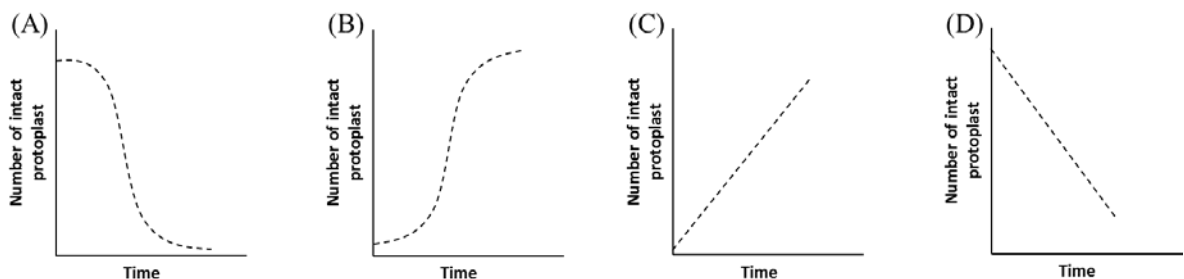 (A)
Number of intact
protoplast
Time
(B)
Number of intact
protoplast
Time
(C)
Number of intact
protoplast
Time
(D)
Number of intact
protoplast
Time